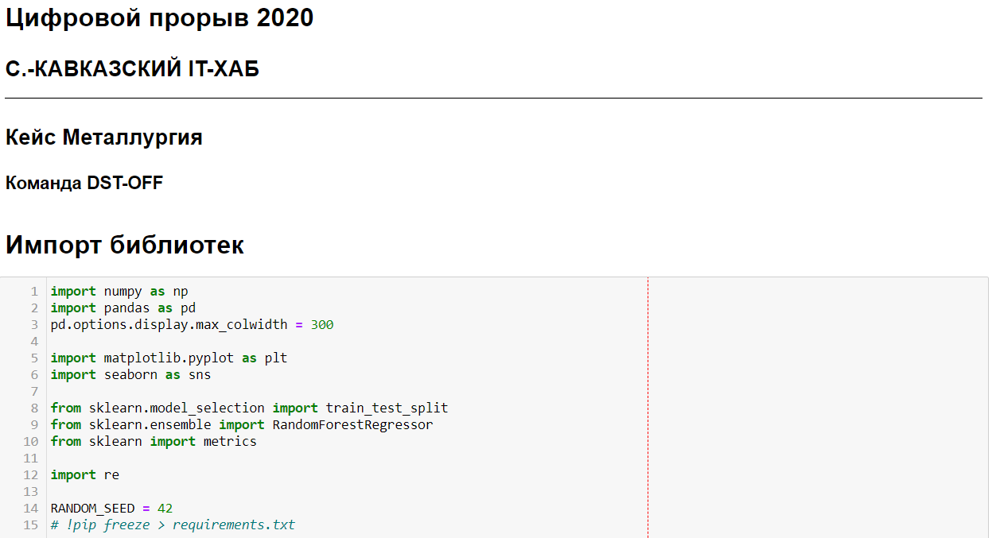 Цифровой прорыв 2020
С.-КАВКАЗСКИЙ IT-ХАБ
Кейс Металлургия
Команда DST-OFF
Импорт библиотек
1 import numpy as np
2 import pandas as pd
3 pd.options.display.max_colwidth = 300
4
5 import matplotlib.pyplot as plt
6 import seaborn as sns
7
8 from sklearn.model_selection import train_test_split
9 from sklearn.ensemble import RandomForestRegressor
10 from sklearn import metrics
11
12 import re
13
14 RANDOM_SEED = 42
15 # !pip freeze > requirements.txt